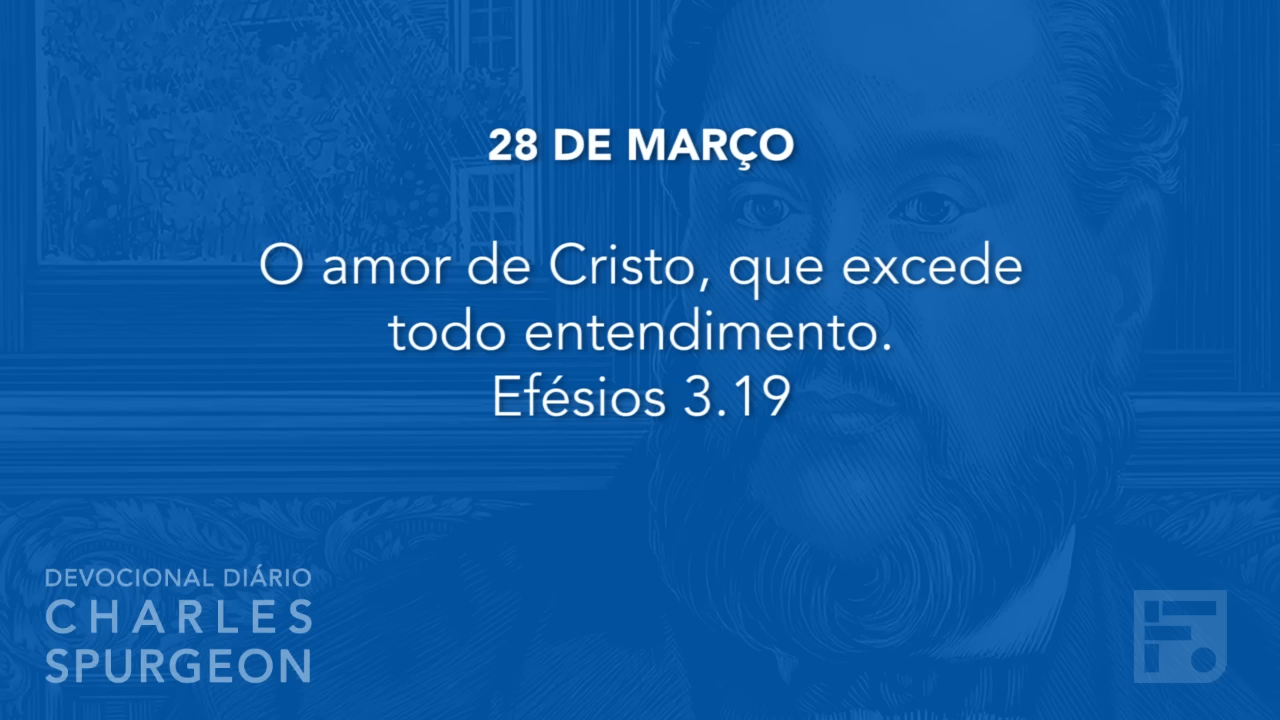 28 DE MARÇO
O amor de Cristo, que excede
todo entendimento.
Efésios 3.19
DEVOCIONAL DIÁRIO
CHARLES
SPURGEON